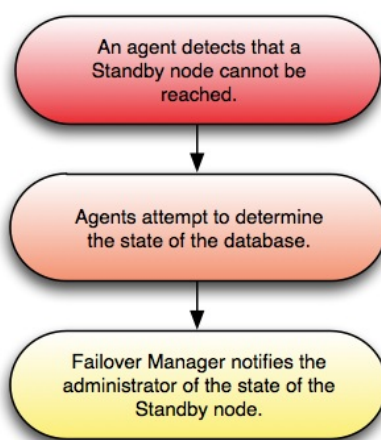 An agent detects that a
Standby node cannot be
reached.
Agents attempt to determine
the state of the database.
Failover Manager notifies the
administrator of the state of the
Standby node.